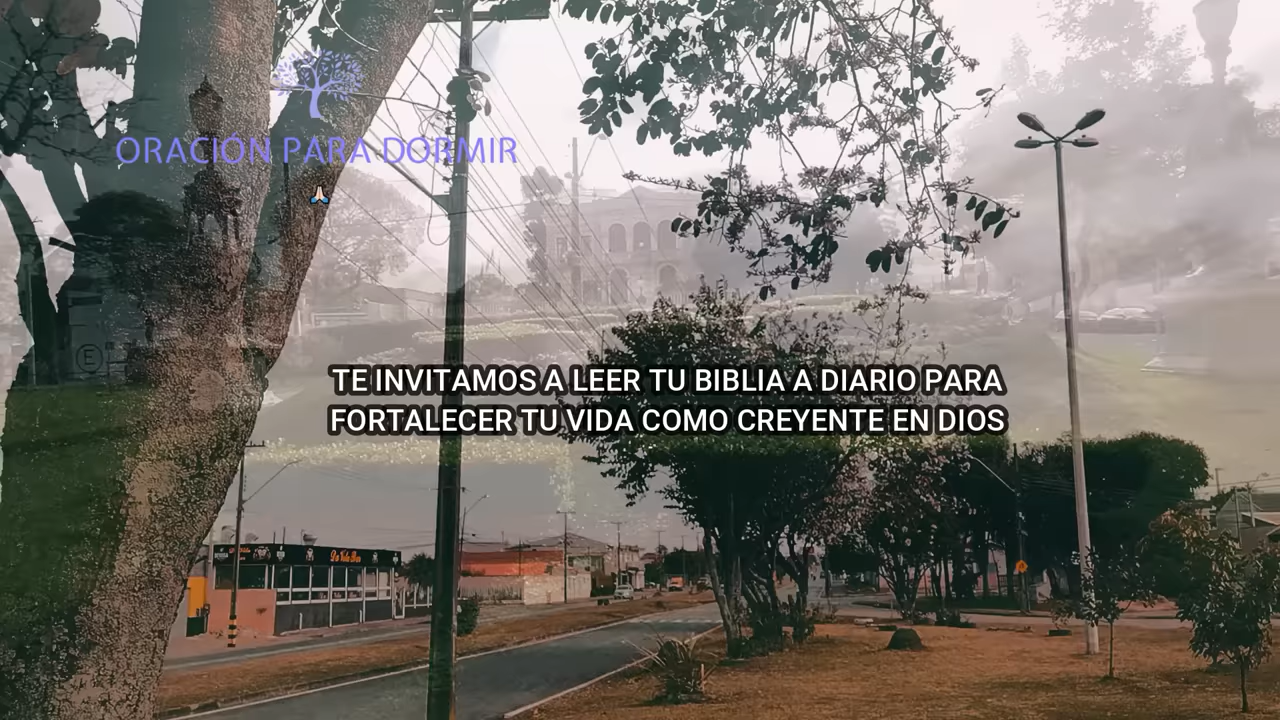 ORACIÓN PARA DORMIR
TE INVITAMOS A LEER TU BIBLIA A DIARIO PARA
FORTALECER TU VIDA COMO CREYENTE EN DIOS
E